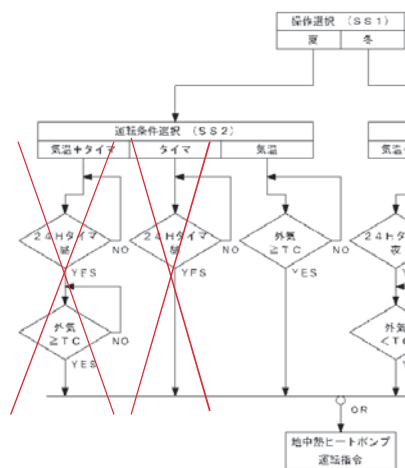 操作選択 (SS1)
夏 冬
運転条件選択 (SS2)
気温+タイマ タイマ 気温
気温
24Hタイマ
昼
NO
YES
24Hタイマ
昼
NO
YES
外気
≧TC
NO
YES
24Hタ
夜
外気
≧TC
NO
YES
外気
<TC
OR
地中熱ヒートポンプ
運転指令